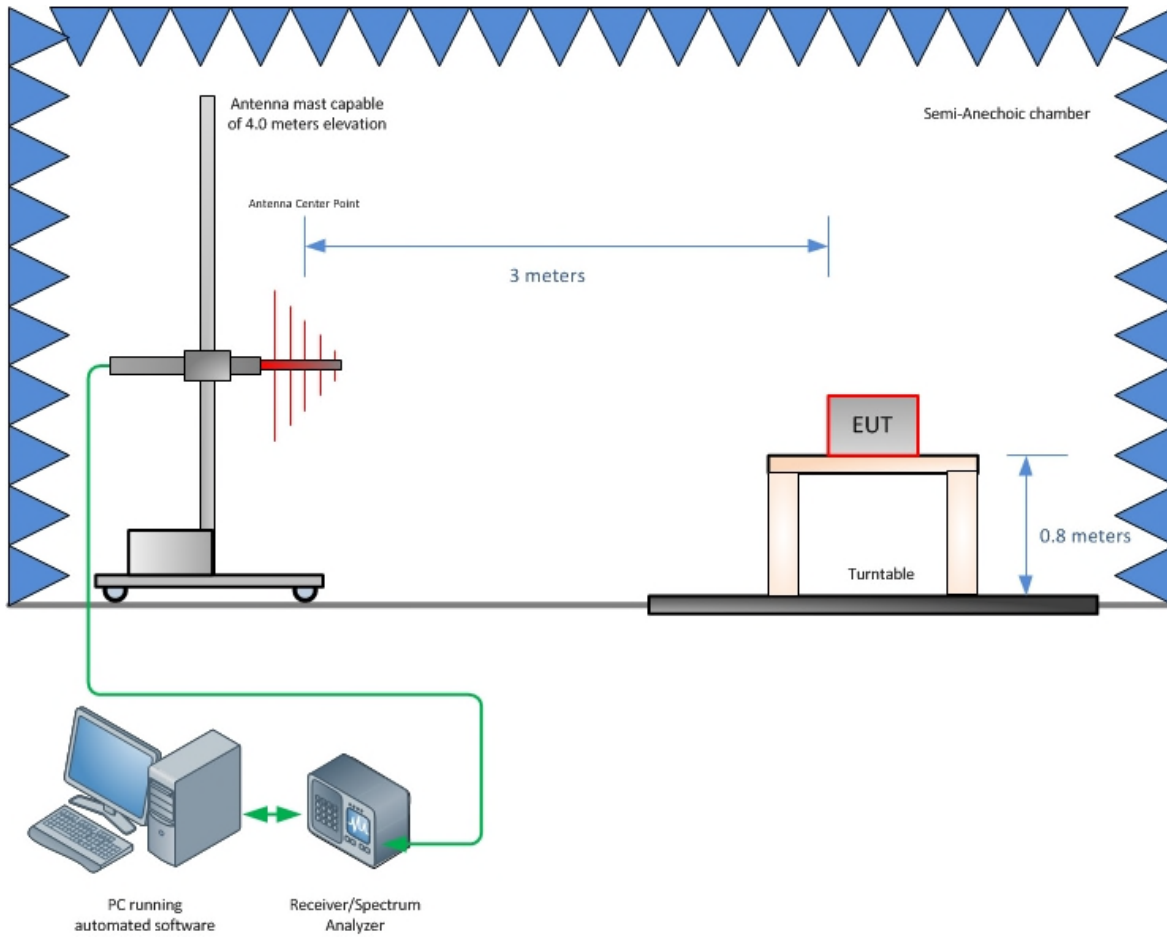 Antenna mast capable
of 4.0 meters elevation
Semi-Anechoic chamber
Antenna Center Point
3 meters
EUT
0.8 meters
Turntable
PC running
automated software
Receiver/Spectrum
Analyzer